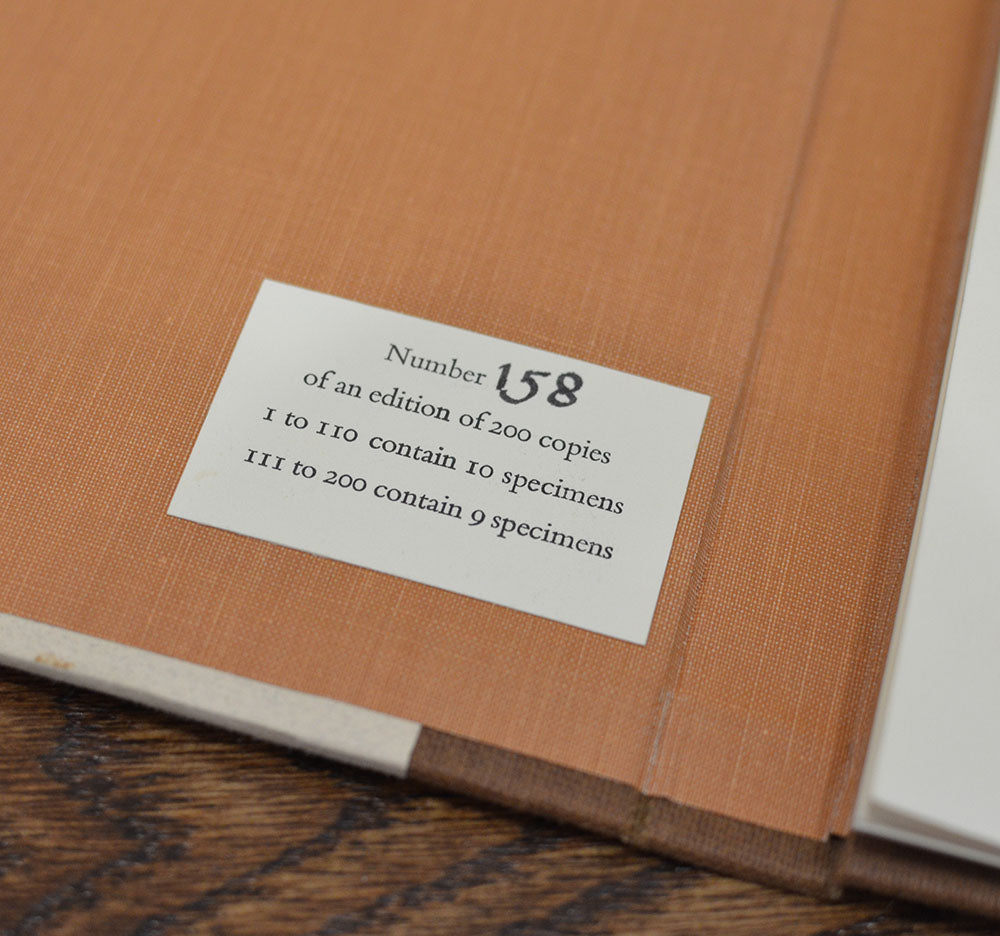 Number 158
of an edition of 200 copies
1 to 110 contain 10 specimens
111 to 200 contain 9 specimens